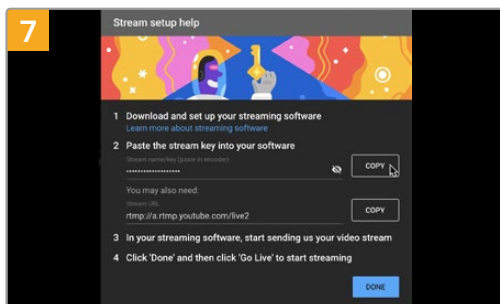 7
Stream setup help
1 Download and set up your streaming software
Learn more about streaming software
2 Paste the stream key into your software
Stream name/key (paste in encoder)
••••••••••••••••••• COPY
You may also need:
Stream URL
rtmp://a.rtmp.youtube.com/live2 COPY
3 In your streaming software, start sending us your video stream
4 Click 'Done' and then click 'Go Live' to start streaming
DONE